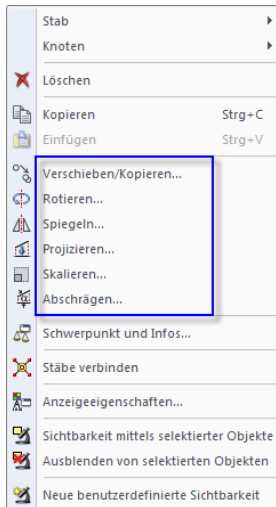 Stab
Knoten
Löschen
Kopieren Strg+C
Einfügen Strg+V
Verschieben/Kopieren...
Rotieren...
Spiegeln...
Projizieren...
Skalieren...
Abschrägen...
Schwerpunkt und Infos...
Stäbe verbinden
Anzeigeeigenschaften...
Sichtbarkeit mittels selektierter Objekte
Ausblenden von selektierten Objekten
Neue benutzerdefinierte Sichtbarkeit